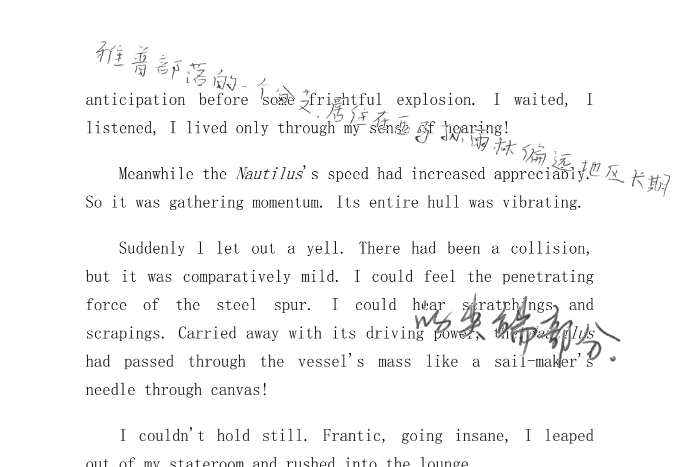 雅普部落的一个分支,居住在亚马孙雨林偏远地区长期
anticipation before some frightful explosion. I waited, I
listened, I lived only through my sense of hearing!
Meanwhile the Nautilus's speed had increased appreciably.
So it was gathering momentum. Its entire hull was vibrating.
Suddenly I let out a yell. There had been a collision,
but it was comparatively mild. I could feel the penetrating
force of the steel spur. I could hear scratchings and
scrapings. Carried away with its driving power, the Nautilus
尖端部分.
had passed through the vessel's mass like a sail-maker's
needle through canvas!
I couldn't hold still. Frantic, going insane, I leaped
out of my stateroom and rushed into the lounge.